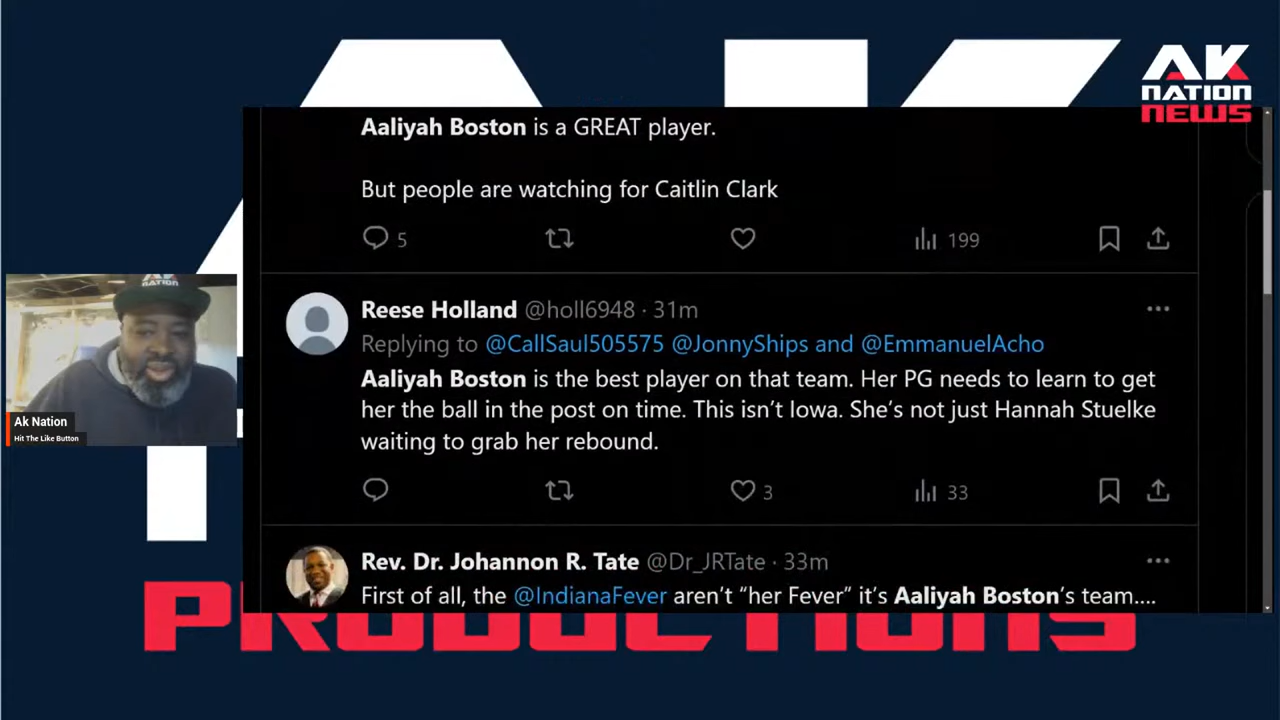 AK
NATION
NEWS
Aaliyah Boston is a GREAT player.
But people are watching for Caitlin Clark
5
199
Reese Holland @holl6948 · 31m
Replying to @CallSaul505575 @JonnyShips and @EmmanuelAcho
Aaliyah Boston is the best player on that team. Her PG needs to learn to get
her the ball in the post on time. This isn’t Iowa. She’s not just Hannah Stuelke
waiting to grab her rebound.
3
33
Rev. Dr. Johannon R. Tate @Dr_JRTate · 33m
First of all, the @IndianaFever aren’t “her Fever” it’s Aaliyah Boston’s team....
NATION
Ak Nation
Hit The Like Button
PRODUCTIONS